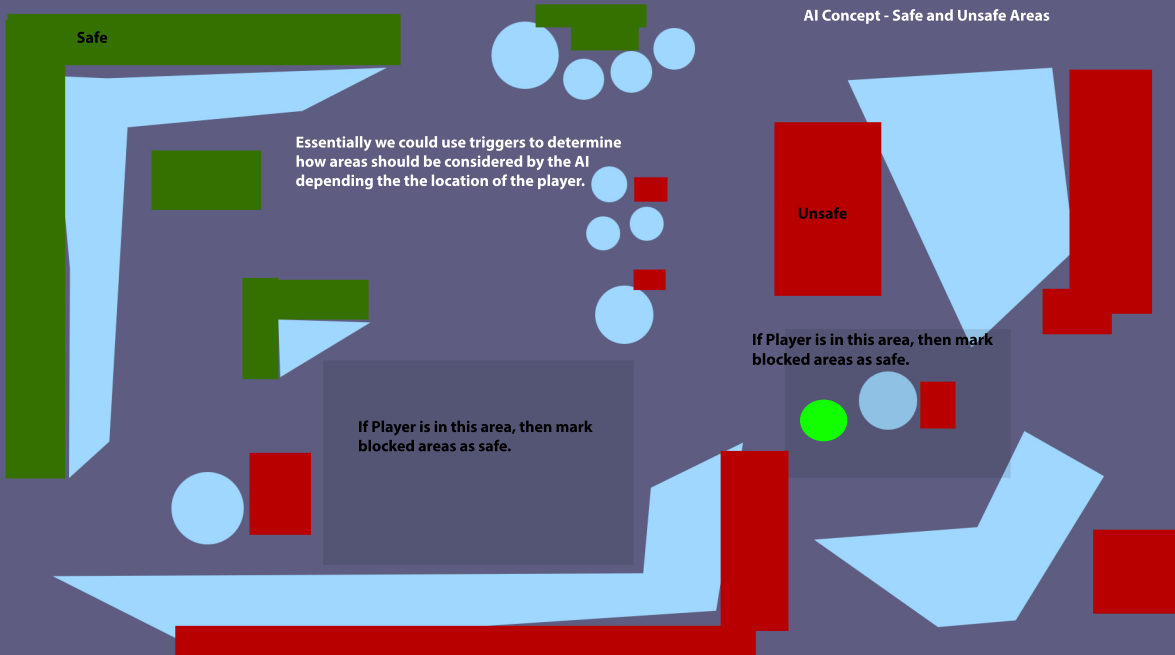 AI Concept - Safe and Unsafe Areas
Safe
Essentially we could use triggers to determine
how areas should be considered by the AI
depending the the location of the player.
Unsafe
If Player is in this area, then mark
blocked areas as safe.
If Player is in this area, then mark
blocked areas as safe.